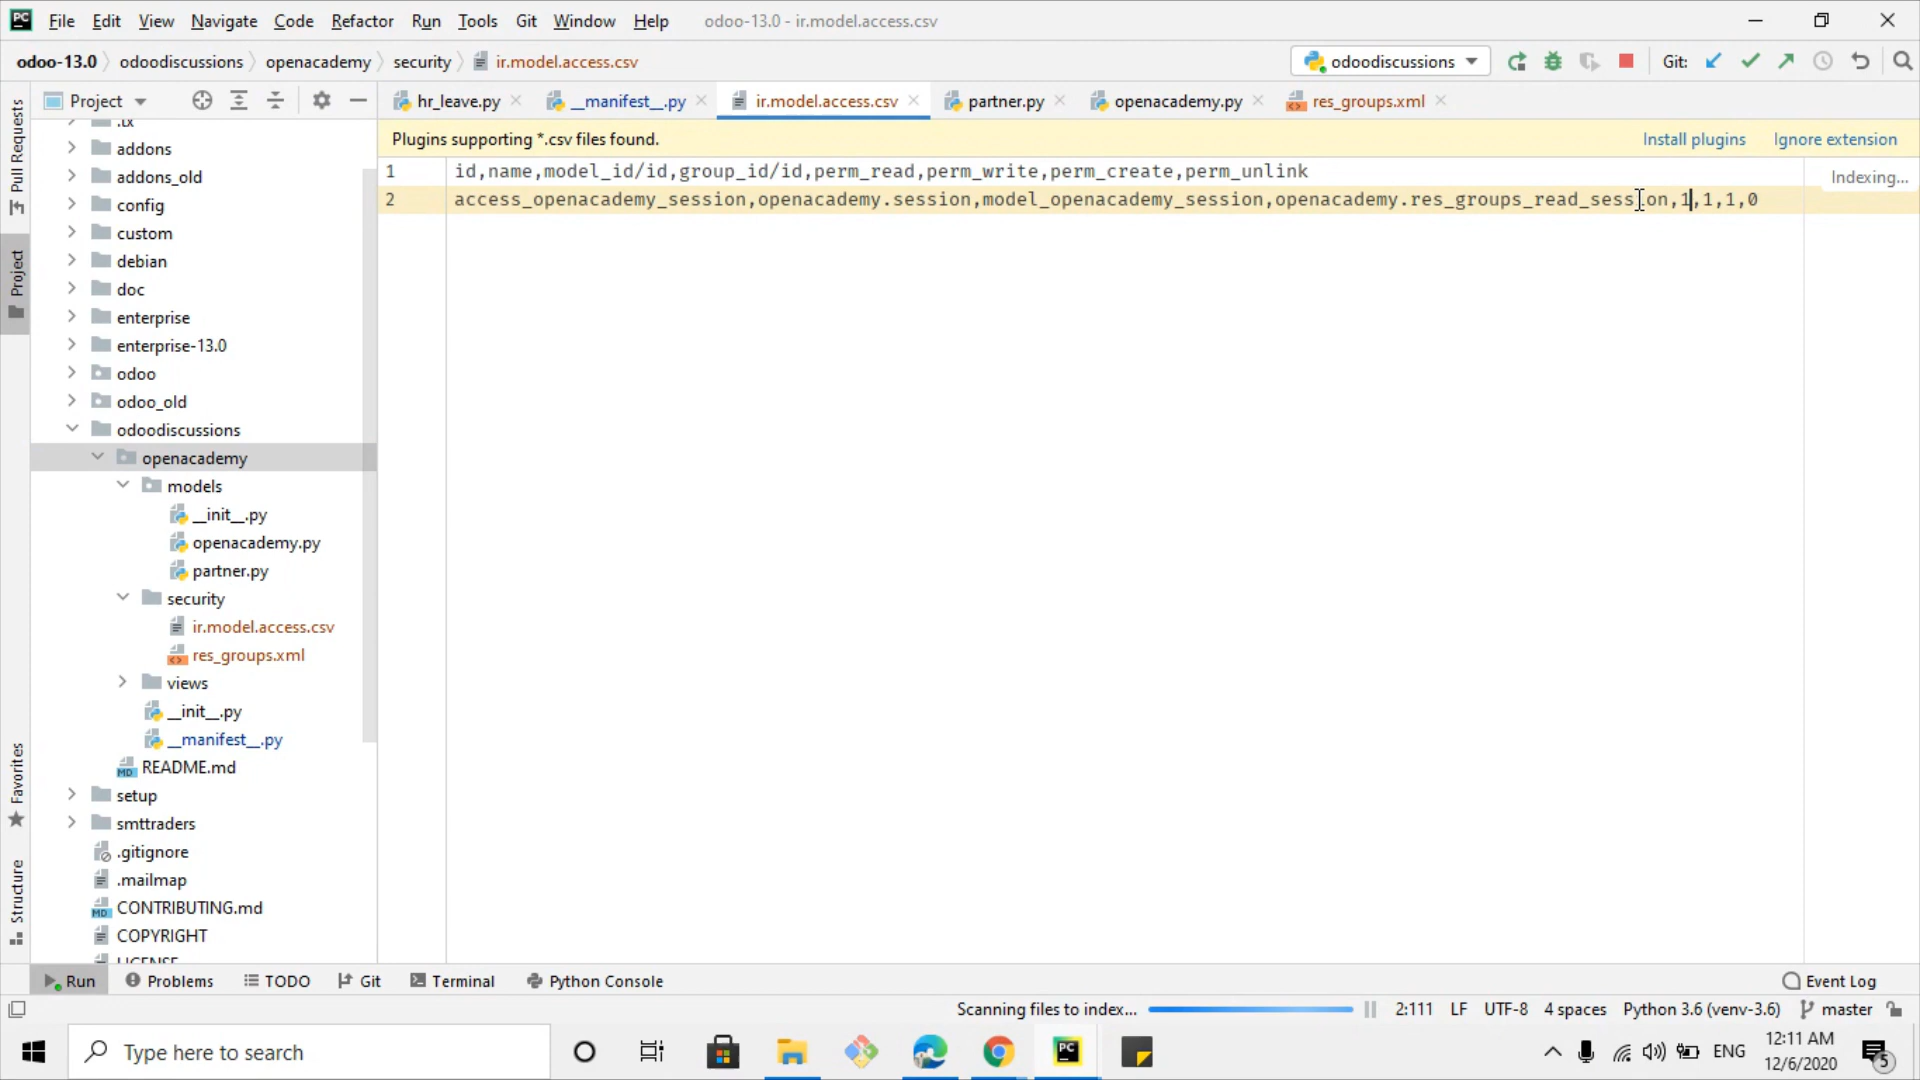 PC File Edit View Navigate Code Refactor Run Tools Git Window Help odoo-13.0 - ir.model.access.csv
odoo-13.0 odoodiscussions openacademy security ir.model.access.csv odoodiscussions Git:
Project hr_leave.py __manifest__.py ir.model.access.csv partner.py openacademy.py res_groups.xml
Plugins supporting *.csv files found. Install plugins Ignore extension
1 id,name,model_id/id,group_id/id,perm_read,perm_write,perm_create,perm_unlink
Indexing...
2 access_openacademy_session,openacademy.session,model_openacademy_session,openacademy.res_groups_read_session,1,1,1,0
Pull Requests
Project
Favorites
Structure
.tx
addons
addons_old
config
custom
debian
doc
enterprise
enterprise-13.0
odoo
odoo_old
odoodiscussions
openacademy
models
__init__.py
openacademy.py
partner.py
security
ir.model.access.csv
res_groups.xml
views
__init__.py
__manifest__.py
MD README.md
setup
smttraders
.gitignore
.mailmap
MD CONTRIBUTING.md
COPYRIGHT
LICENSE
Run Problems TODO Git Terminal Python Console Event Log
Scanning files to index... 2:111 LF UTF-8 4 spaces Python 3.6 (venv-3.6) master
Type here to search PC ENG 12:11 AM
12/6/2020 5